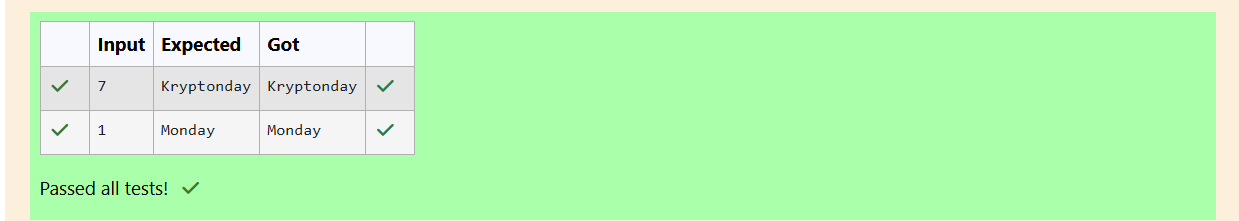 Input Expected Got
7 Kryptonday Kryptonday
1 Monday Monday
Passed all tests!